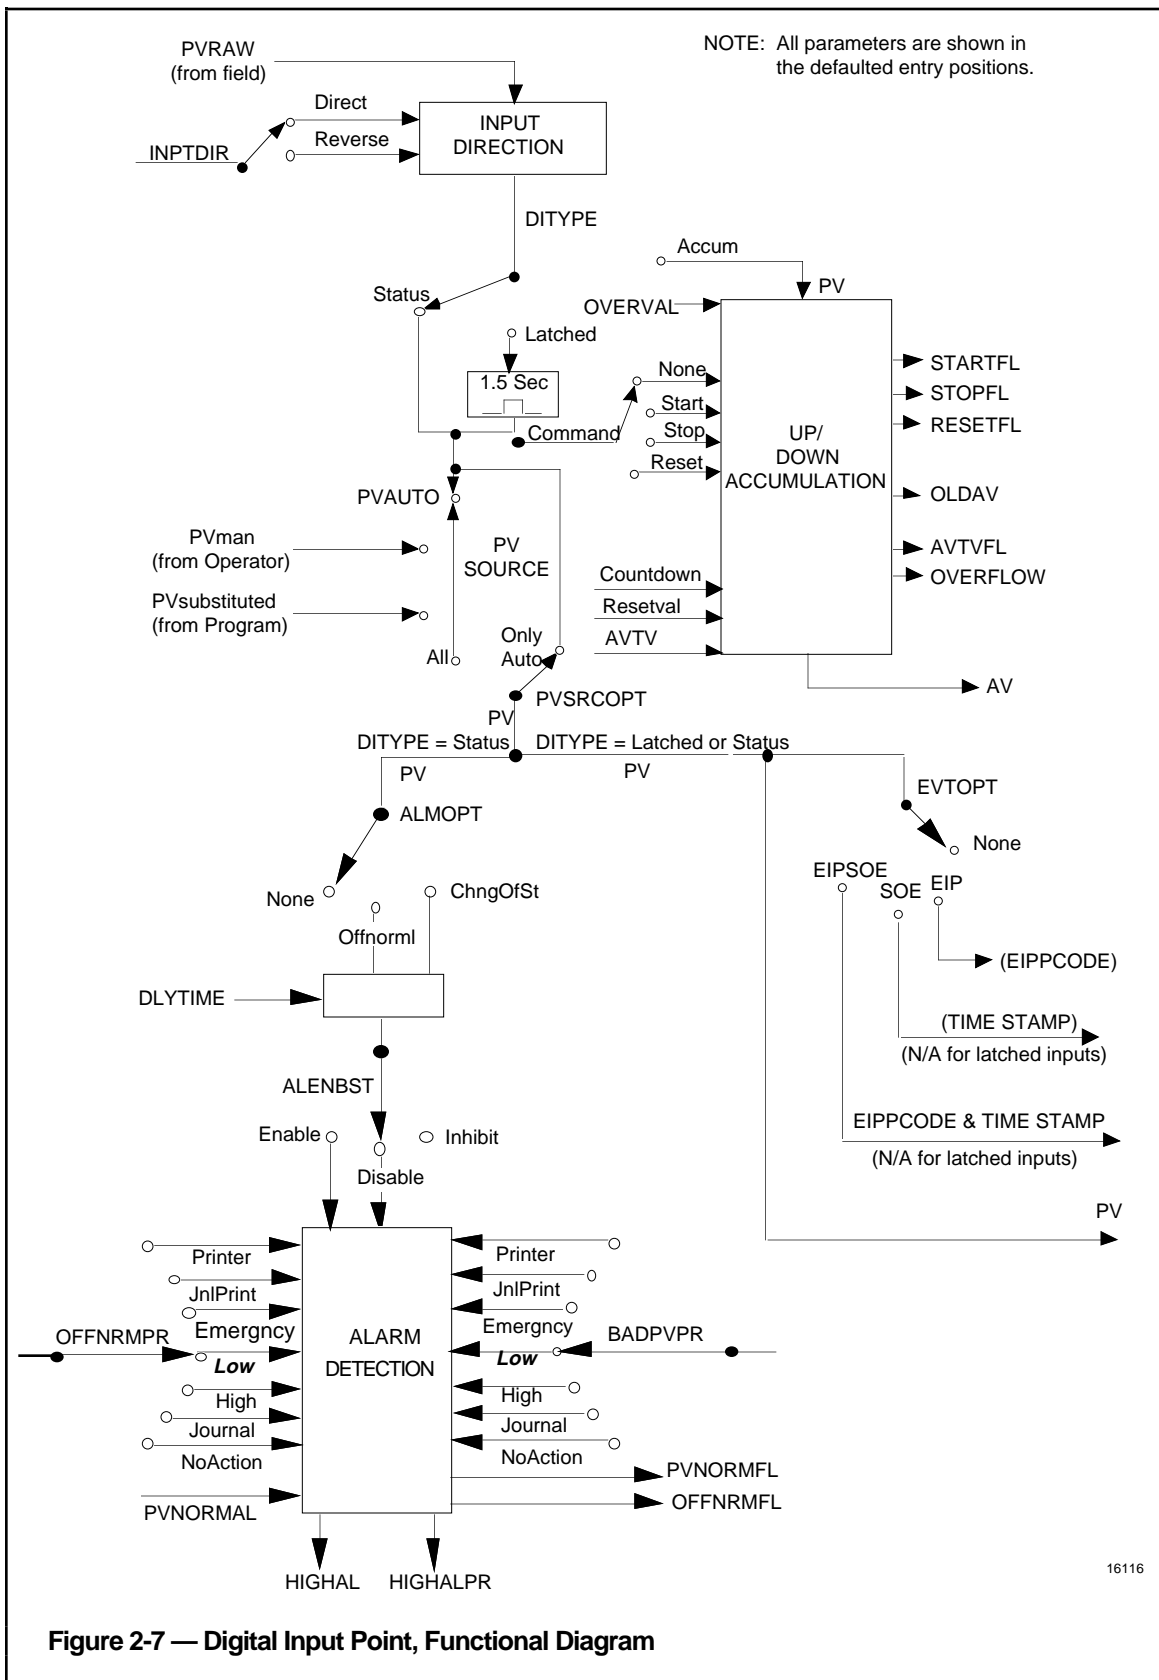 PVRAW
(from field)
NOTE: All parameters are shown in
the defaulted entry positions.
Direct
INPUT
DIRECTION
Reverse
INPTDIR
DITYPE
Accum
PV
Status
OVERVAL
Latched
1.5 Sec
None
Start
Command
Stop
Reset
UP/
DOWN
ACCUMULATION
STARTFL
STOPFL
RESETFL
OLDAV
AVTVFL
OVERFLOW
PVAUTO
PVman
(from Operator)
PV
SOURCE
PVsubstituted
(from Program)
Countdown
Resetval
AVTV
Only
Auto
All
AV
PVSRCOPT
PV
DITYPE = Status
DITYPE = Latched or Status
PV
PV
EVTOPT
ALMOPT
None
EIPSOE
SOE
EIP
None
ChngOfSt
Offnorml
(EIPPCODE)
DLYTIME
(TIME STAMP)
(N/A for latched inputs)
ALENBST
EIPPCODE & TIME STAMP
(N/A for latched inputs)
Enable
Inhibit
Disable
PV
Printer
JnlPrint
Emergncy
OFFNRMPR
Low
High
Journal
NoAction
PVNORMAL
ALARM
DETECTION
Printer
JnlPrint
Emergncy
BADPVPR
Low
High
Journal
NoAction
PVNORMFL
OFFNRMFL
HIGHAL
HIGHALPR
16116
Figure 2-7 — Digital Input Point, Functional Diagram